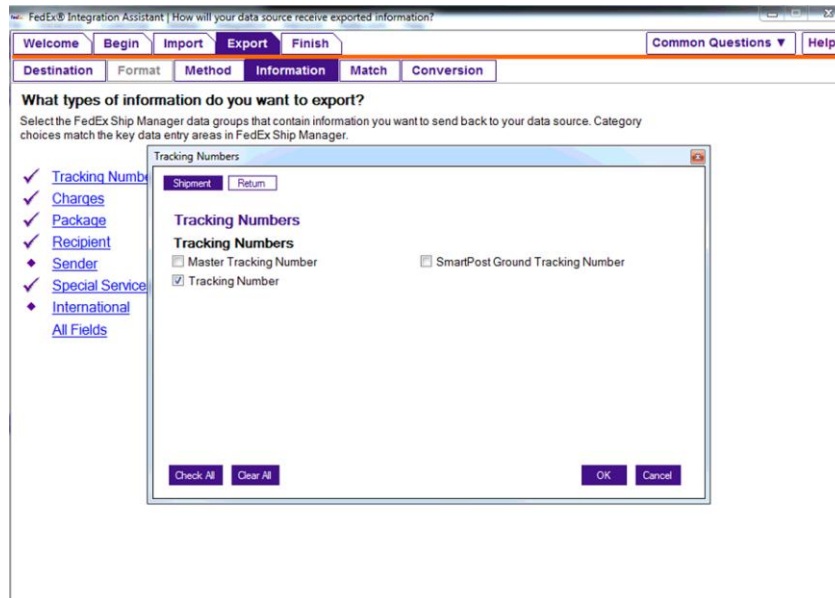 FedEx® Integration Assistant | How will your data source receive exported information?
Welcome Begin Import Export Finish Common Questions ▼ Help
Destination Format Method Information Match Conversion
What types of information do you want to export?
Select the FedEx Ship Manager data groups that contain information you want to send back to your data source. Category
choices match the key data entry areas in FedEx Ship Manager.
Tracking Numbers
Tracking Numbe
Charges
Package
Recipient
Sender
Special Service
International
All Fields
Shipment Return
Tracking Numbers
Tracking Numbers
Master Tracking Number SmartPost Ground Tracking Number
Tracking Number
Check All Clear All OK Cancel